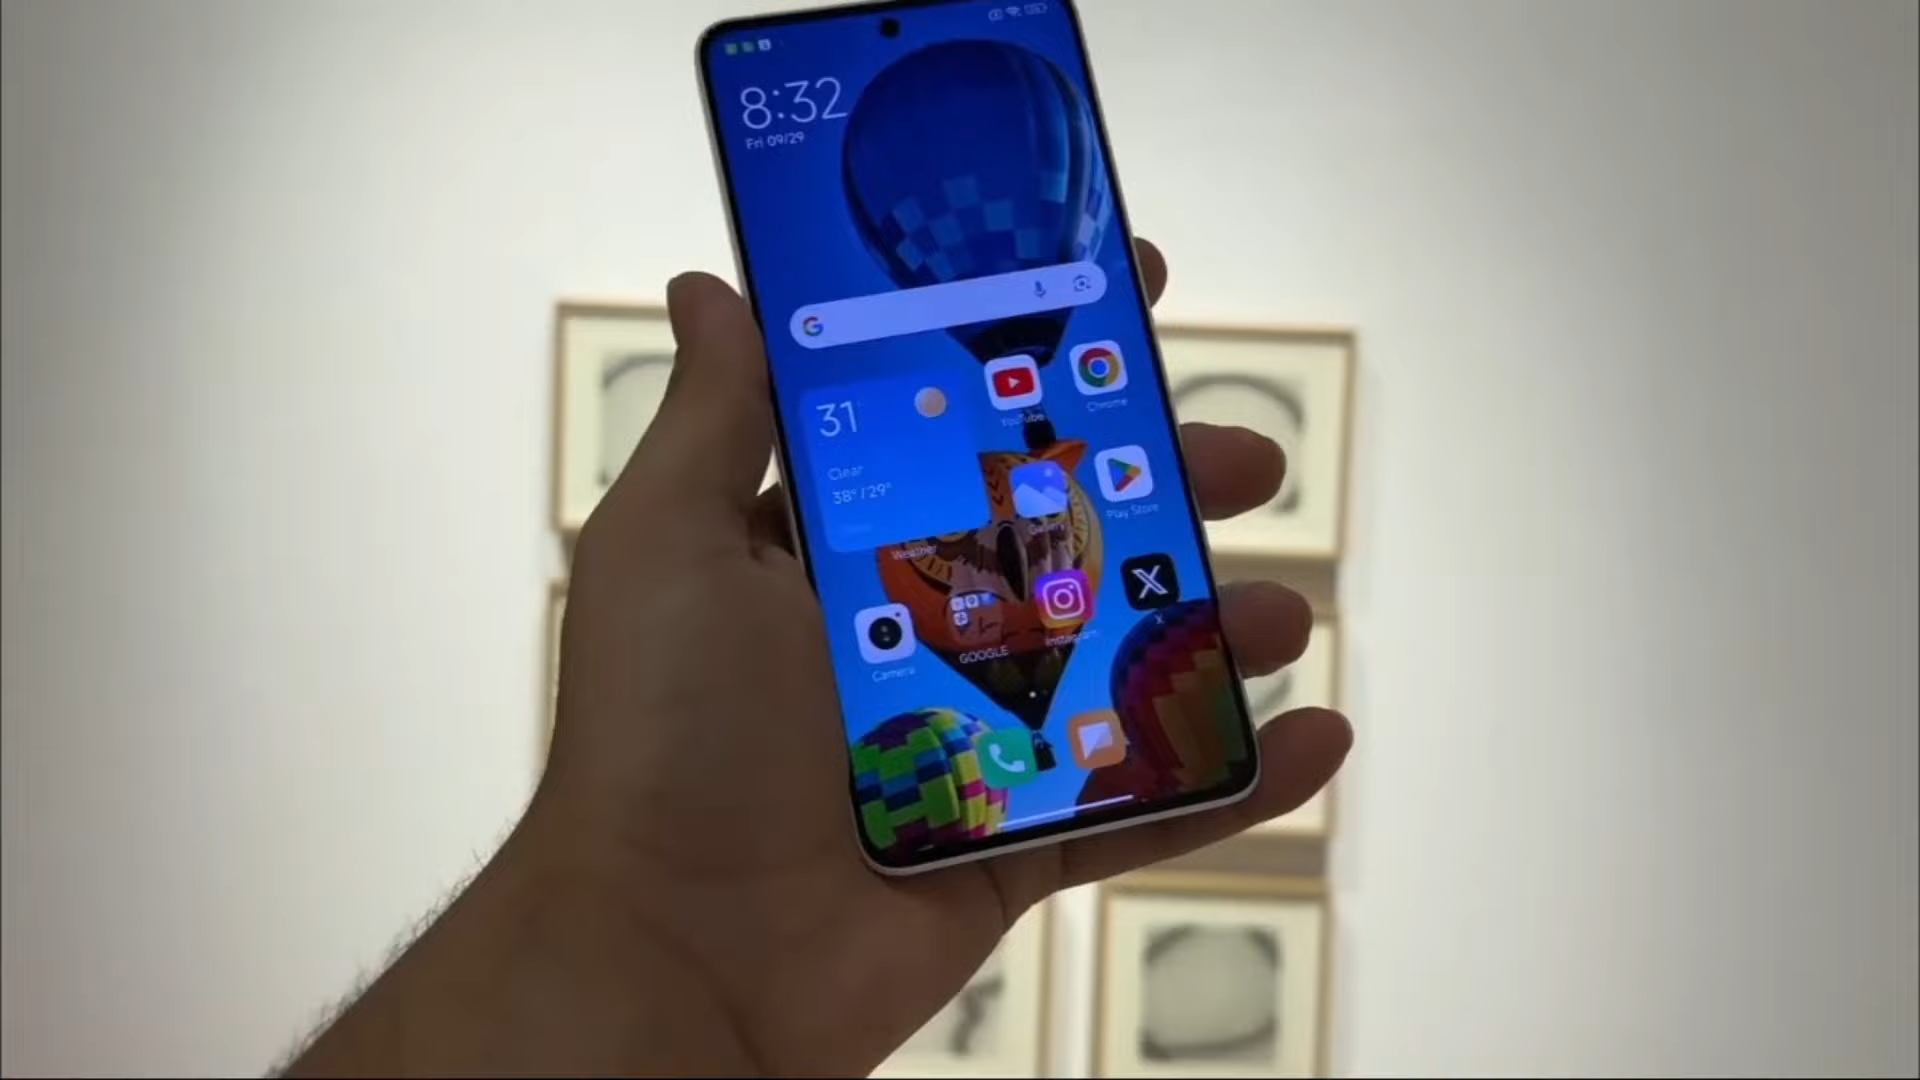 8:32
Fri 09/29
G
31°
Clear
38° / 29°
Weather
YouTube
Chrome
Gallery
Play Store
Camera
GOOGLE
Instagram
X